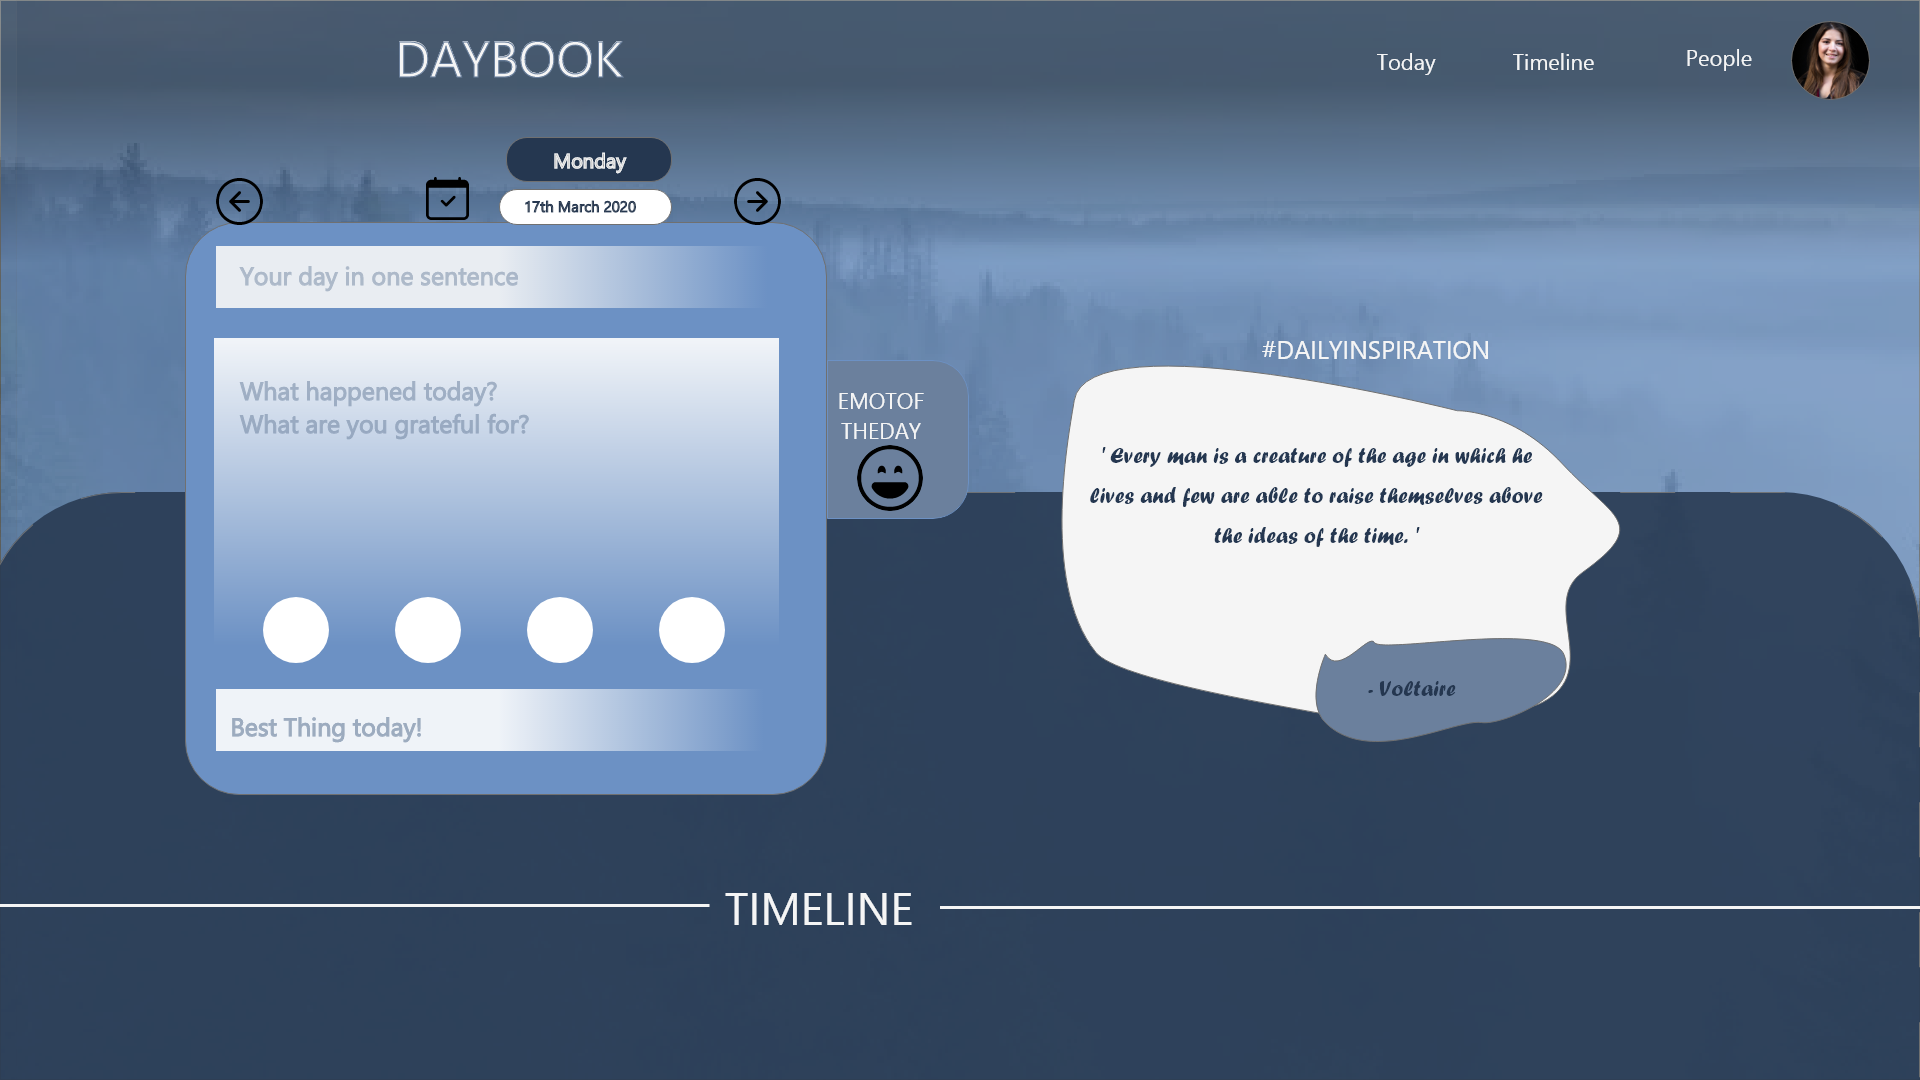 DAYBOOK
Today
Timeline
People
Monday
17th March 2020
Your day in one sentence
What happened today?
What are you grateful for?
Best Thing today!
EMOTOF
THEDAY
#DAILYINSPIRATION
' Every man is a creature of the age in which he
lives and few are able to raise themselves above
the ideas of the time. '
- Voltaire
TIMELINE